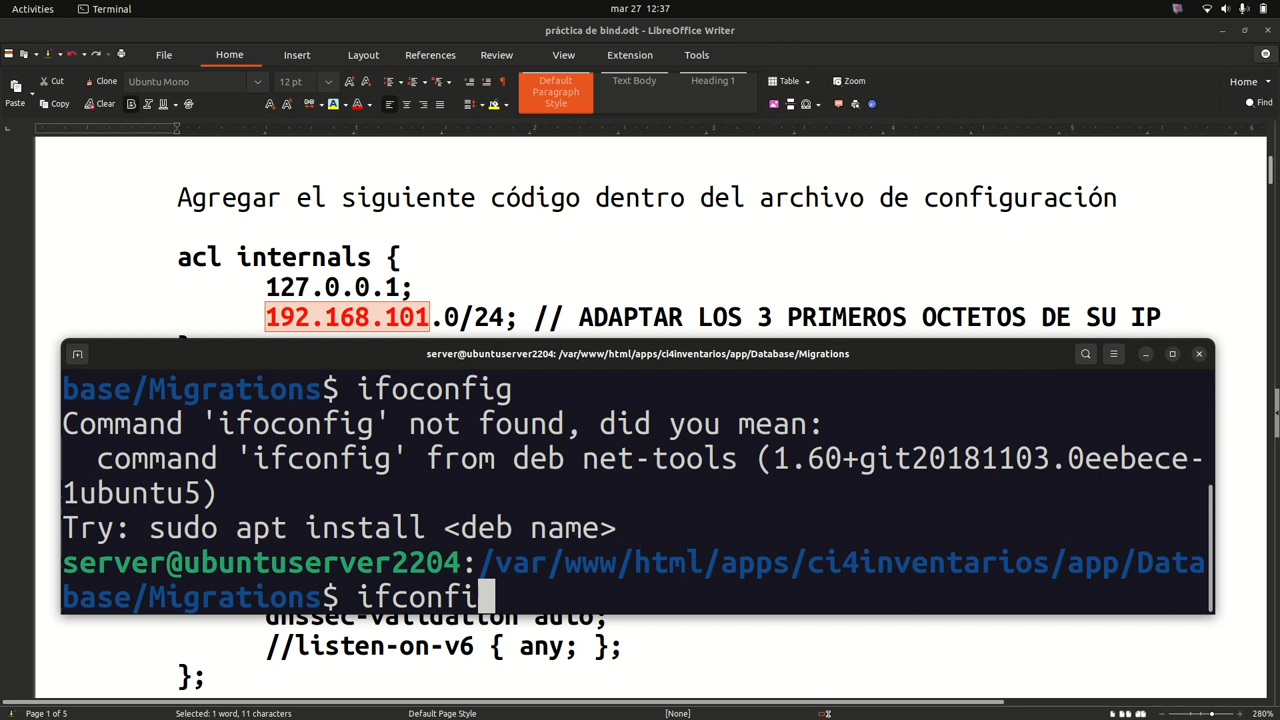 Activities
Terminal
mar 27 12:37
práctica de bind.odt - LibreOffice Writer
File
Home
Insert
Layout
References
Review
View
Extension
Tools
Paste
Cut
Clone
Ubuntu Mono
12 pt
Copy
Clear
Default Paragraph Style
Text Body
Heading 1
Table
Zoom
Home
Find
1
2
3
4
5
6
Agregar el siguiente código dentro del archivo de configuración
acl internals {
127.0.0.1;
192.168.101.0/24; // ADAPTAR LOS 3 PRIMEROS OCTETOS DE SU IP
server@ubuntuserver2204: /var/www/html/apps/ci4inventarios/app/Database/Migrations
base/Migrations$ ifoconfig
Command 'ifoconfig' not found, did you mean:
command 'ifconfig' from deb net-tools (1.60+git20181103.0eebece-
1ubuntu5)
Try: sudo apt install <deb name>
server@ubuntuserver2204:/var/www/html/apps/ci4inventarios/app/Data
base/Migrations$ ifconfi
dnssec-validation auto;
//listen-on-v6 { any; };
};
Page 1 of 5
Selected: 1 word, 11 characters
Default Page Style
[None]
280%